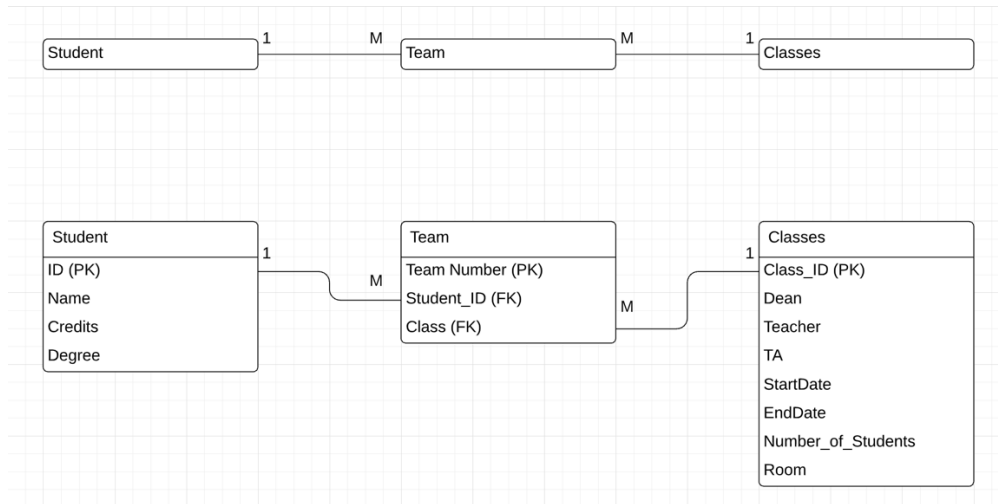 Student
1
M
Team
M
1
Classes
Student
ID (PK)
Name
Credits
Degree
1
M
Team
Team Number (PK)
Student_ID (FK)
Class (FK)
M
1
Classes
Class_ID (PK)
Dean
Teacher
TA
StartDate
EndDate
Number_of_Students
Room